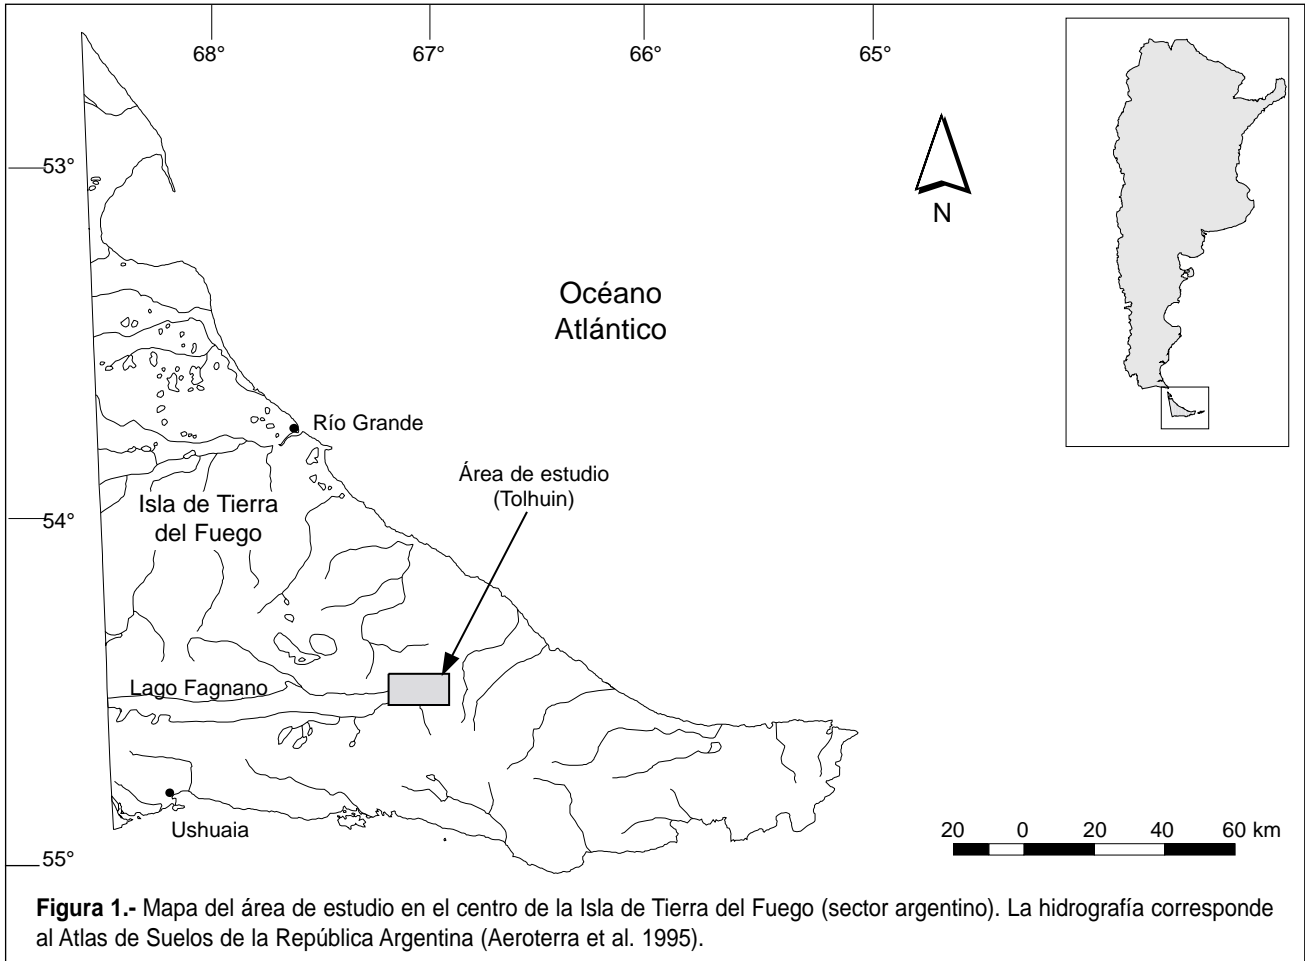 68° 67° 66° 65°
53°
N
Océano
Atlántico
Río Grande
Área de estudio
(Tolhuin)
Isla de Tierra
del Fuego
54°
Lago Fagnano
Ushuaia
20 0 20 40 60 km
55°
Figura 1.- Mapa del área de estudio en el centro de la Isla de Tierra del Fuego (sector argentino). La hidrografía corresponde
al Atlas de Suelos de la República Argentina (Aeroterra et al. 1995).